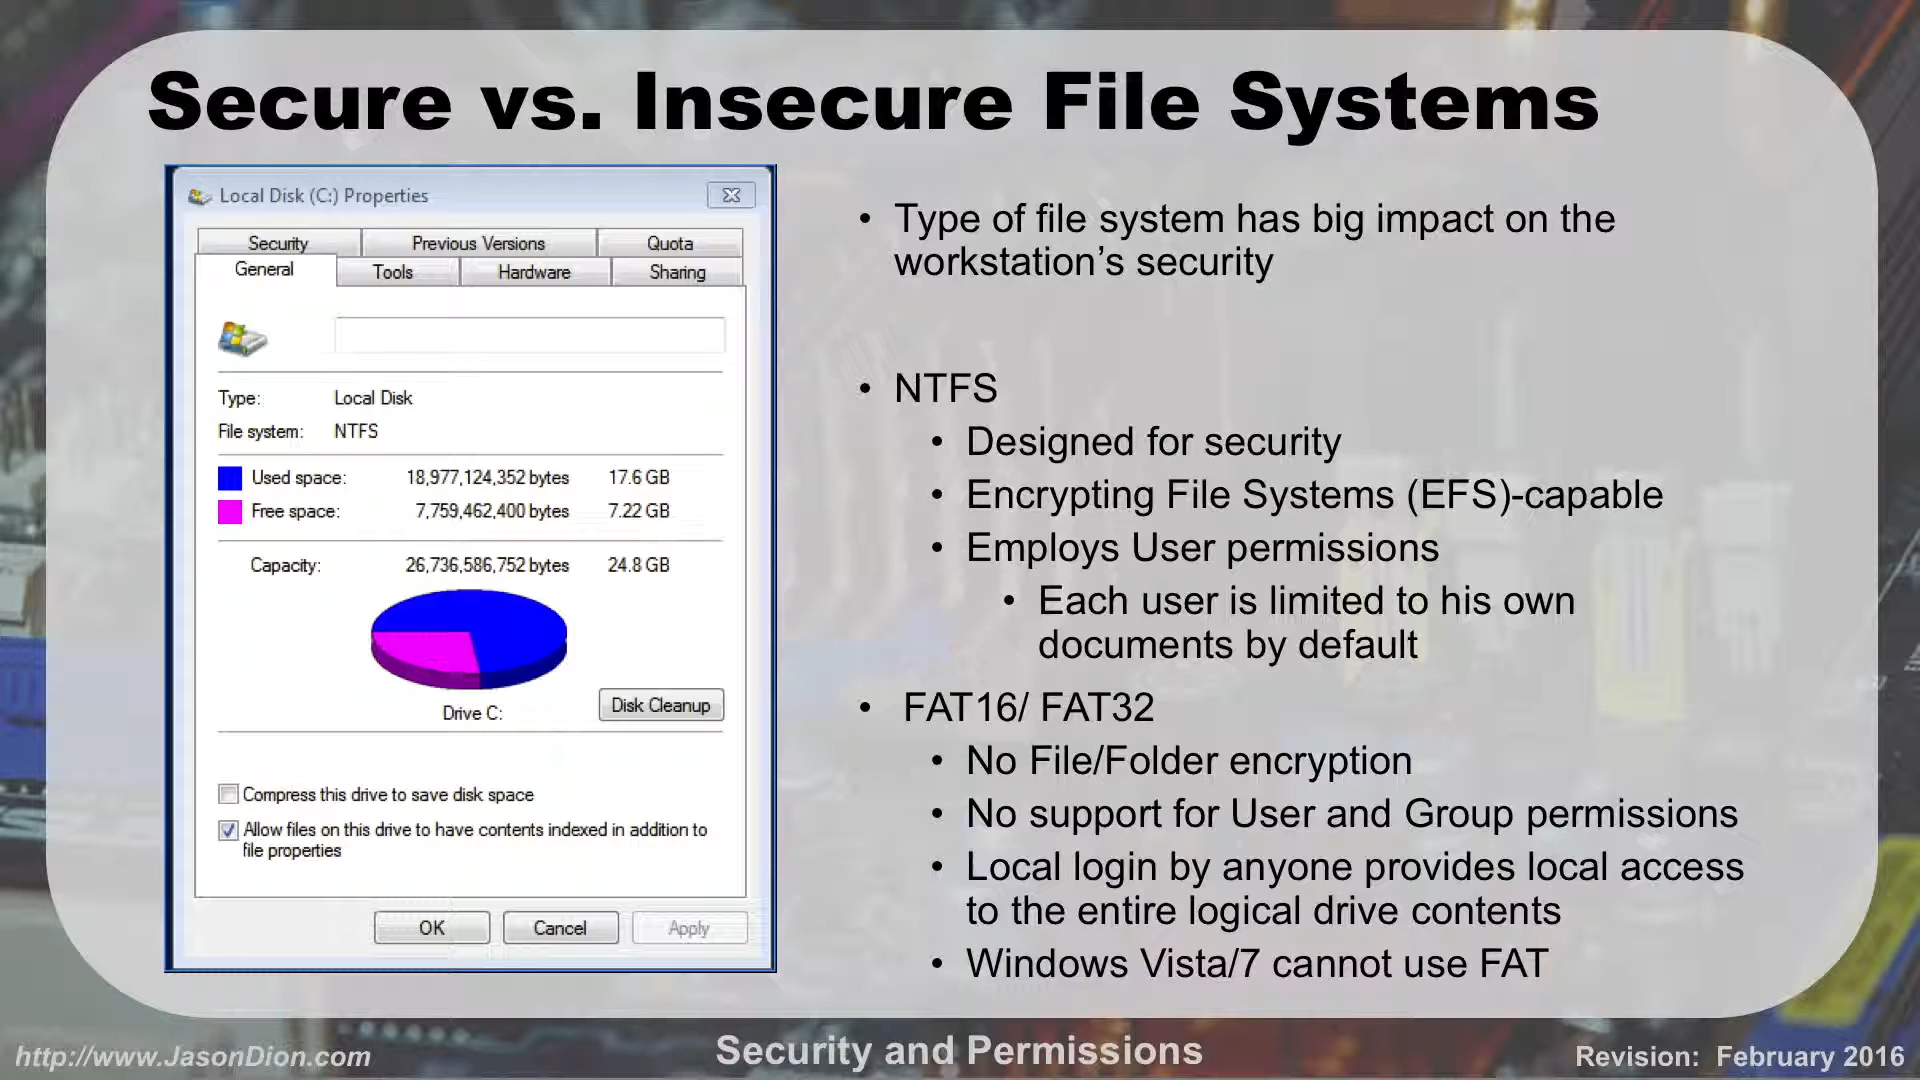 Secure vs. Insecure File Systems
Local Disk (C:) Properties
Security Previous Versions Quota
General Tools Hardware Sharing
Type: Local Disk
File system: NTFS
Used space: 18,977,124,352 bytes 17.6 GB
Free space: 7,759,462,400 bytes 7.22 GB
Capacity: 26,736,586,752 bytes 24.8 GB
Drive C:
Disk Cleanup
Compress this drive to save disk space
Allow files on this drive to have contents indexed in addition to
file properties
OK Cancel Apply
• Type of file system has big impact on the
workstation’s security
• NTFS
• Designed for security
• Encrypting File Systems (EFS)-capable
• Employs User permissions
• Each user is limited to his own
documents by default
• FAT16/ FAT32
• No File/Folder encryption
• No support for User and Group permissions
• Local login by anyone provides local access
to the entire logical drive contents
• Windows Vista/7 cannot use FAT
http://www.JasonDion.com
Security and Permissions
Revision: February 2016